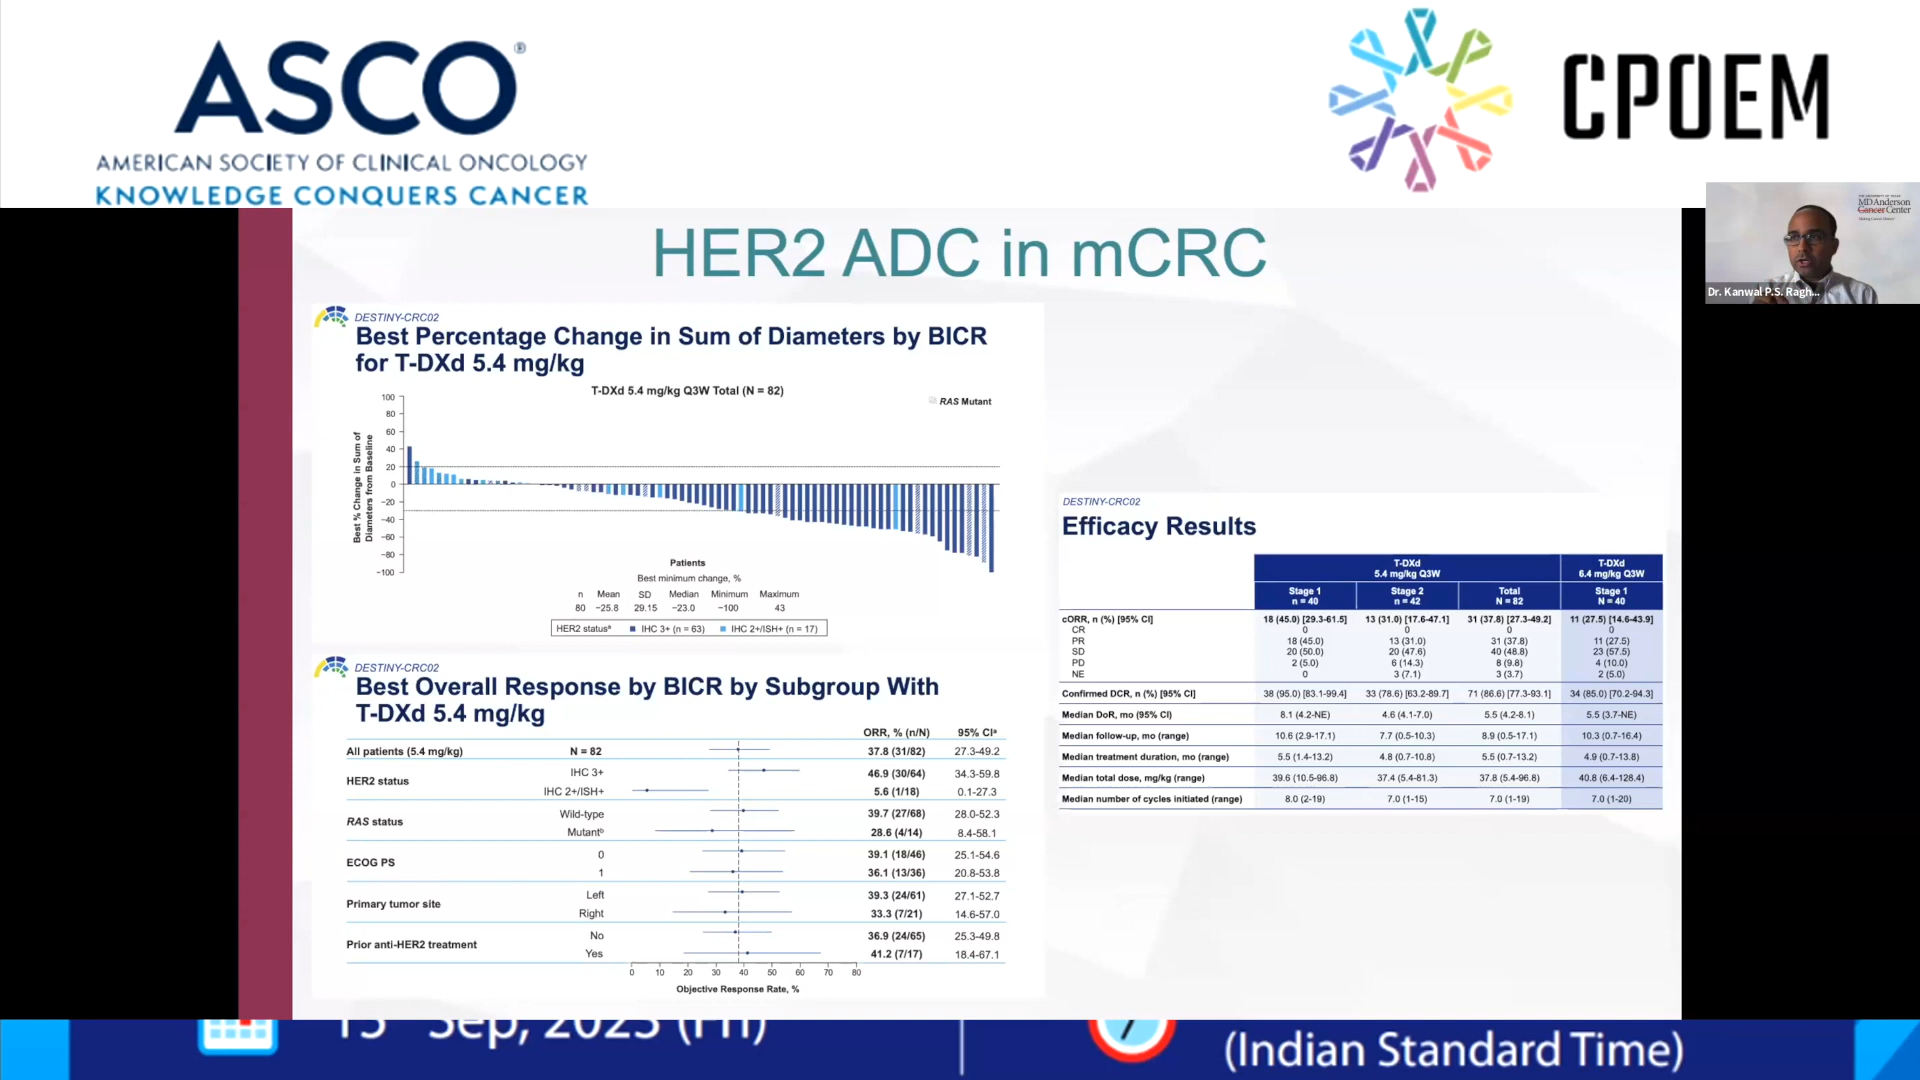 ASCO®
AMERICAN SOCIETY OF CLINICAL ONCOLOGY
KNOWLEDGE CONQUERS CANCER
CPOEM
MDAnderson
Cancer Center
Dr. Kanwal P.S. Ragh...
HER2 ADC in mCRC
DESTINY-CRC02
Best Percentage Change in Sum of Diameters by BICR
for T-DXd 5.4 mg/kg
T-DXd 5.4 mg/kg Q3W Total (N = 82)
RAS Mutant
Best % Change in Sum of
Diameters from Baseline
100
80
60
40
20
0
−20
−40
−60
−80
−100
Patients
Best minimum change, %
n Mean SD Median Minimum Maximum
80 −25.8 29.15 −23.0 −100 43
HER2 statusᵃ IHC 3+ (n = 63) IHC 2+/ISH+ (n = 17)
DESTINY-CRC02
Best Overall Response by BICR by Subgroup With
T-DXd 5.4 mg/kg
ORR, % (n/N) 95% CIᵃ
All patients (5.4 mg/kg) N = 82 37.8 (31/82) 27.3-49.2
HER2 status
IHC 3+ 46.9 (30/64) 34.3-59.8
IHC 2+/ISH+ 5.6 (1/18) 0.1-27.3
RAS status
Wild-type 39.7 (27/68) 28.0-52.3
Mutantᵇ 28.6 (4/14) 8.4-58.1
ECOG PS
0 39.1 (18/46) 25.1-54.6
1 36.1 (13/36) 20.8-53.8
Primary tumor site
Left 39.3 (24/61) 27.1-52.7
Right 33.3 (7/21) 14.6-57.0
Prior anti-HER2 treatment
No 36.9 (24/65) 25.3-49.8
Yes 41.2 (7/17) 18.4-67.1
0 10 20 30 40 50 60 70 80
Objective Response Rate, %
DESTINY-CRC02
Efficacy Results
T-DXd
5.4 mg/kg Q3W
T-DXd
6.4 mg/kg Q3W
Stage 1
n = 40
Stage 2
n = 42
Total
N = 82
Stage 1
N = 40
cORR, n (%) [95% CI] 18 (45.0) [29.3-61.5] 13 (31.0) [17.6-47.1] 31 (37.8) [27.3-49.2] 11 (27.5) [14.6-43.9]
CR 0 0 0 0
PR 18 (45.0) 13 (31.0) 31 (37.8) 11 (27.5)
SD 20 (50.0) 20 (47.6) 40 (48.8) 23 (57.5)
PD 2 (5.0) 6 (14.3) 8 (9.8) 4 (10.0)
NE 0 3 (7.1) 3 (3.7) 2 (5.0)
Confirmed DCR, n (%) [95% CI] 38 (95.0) [83.1-99.4] 33 (78.6) [63.2-89.7] 71 (86.6) [77.3-93.1] 34 (85.0) [70.2-94.3]
Median DoR, mo (95% CI) 8.1 (4.2-NE) 4.6 (4.1-7.0) 5.5 (4.2-8.1) 5.5 (3.7-NE)
Median follow-up, mo (range) 10.6 (2.9-17.1) 7.7 (0.5-10.3) 8.9 (0.5-17.1) 10.3 (0.7-16.4)
Median treatment duration, mo (range) 5.5 (1.4-13.2) 4.8 (0.7-10.8) 5.5 (0.7-13.2) 4.9 (0.7-13.8)
Median total dose, mg/kg (range) 39.6 (10.5-96.8) 37.4 (5.4-81.3) 37.8 (5.4-96.8) 40.8 (6.4-128.4)
Median number of cycles initiated (range) 8.0 (2-19) 7.0 (1-15) 7.0 (1-19) 7.0 (1-20)
15 Sep, 2023 (Fri)
(Indian Standard Time)